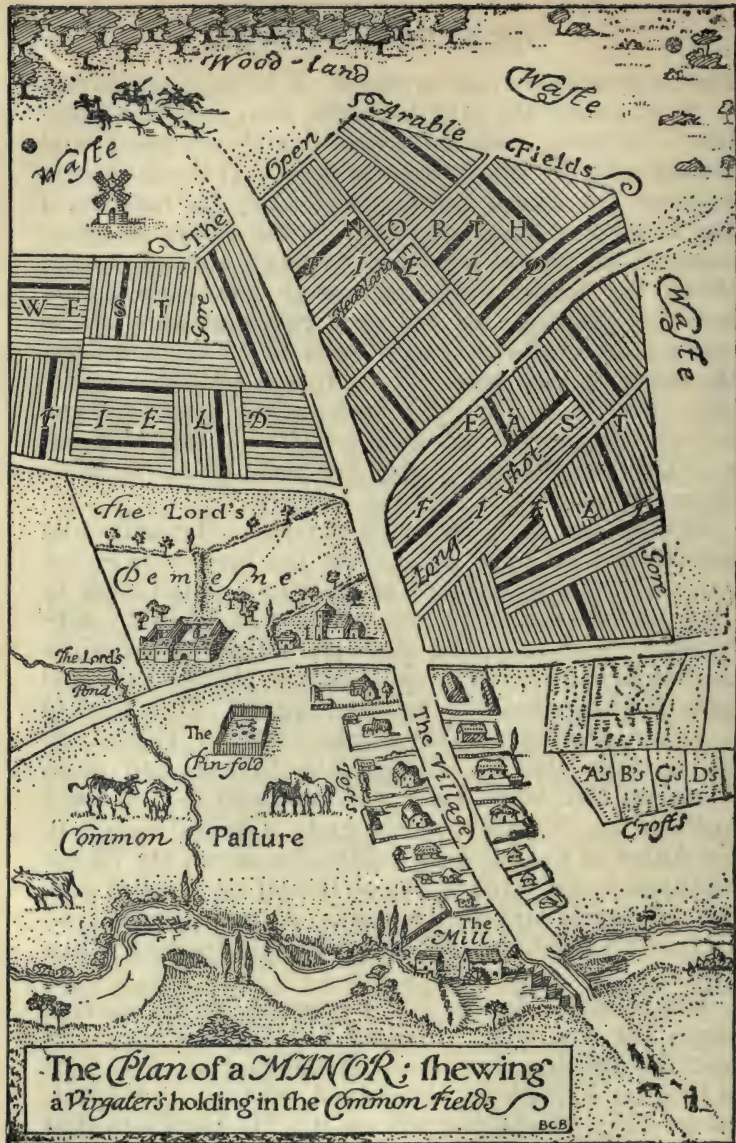 Wood-land
Waſte
Waſte
The Open Arable Fields
NORTH
FIELD
Headland
WEST
Gore
FIELD
Waſte
EAST
Long Shot
FIELD
Gore
The Lord's
Demeſne
The Lord's
Pond
The
Pin-fold
Tofts
The Village
A's B's C's D's
Crofts
Common Paſture
The
Mill
The Plan of a MANOR; ſhewing
a Virgater's holding in the Common Fields
BCB